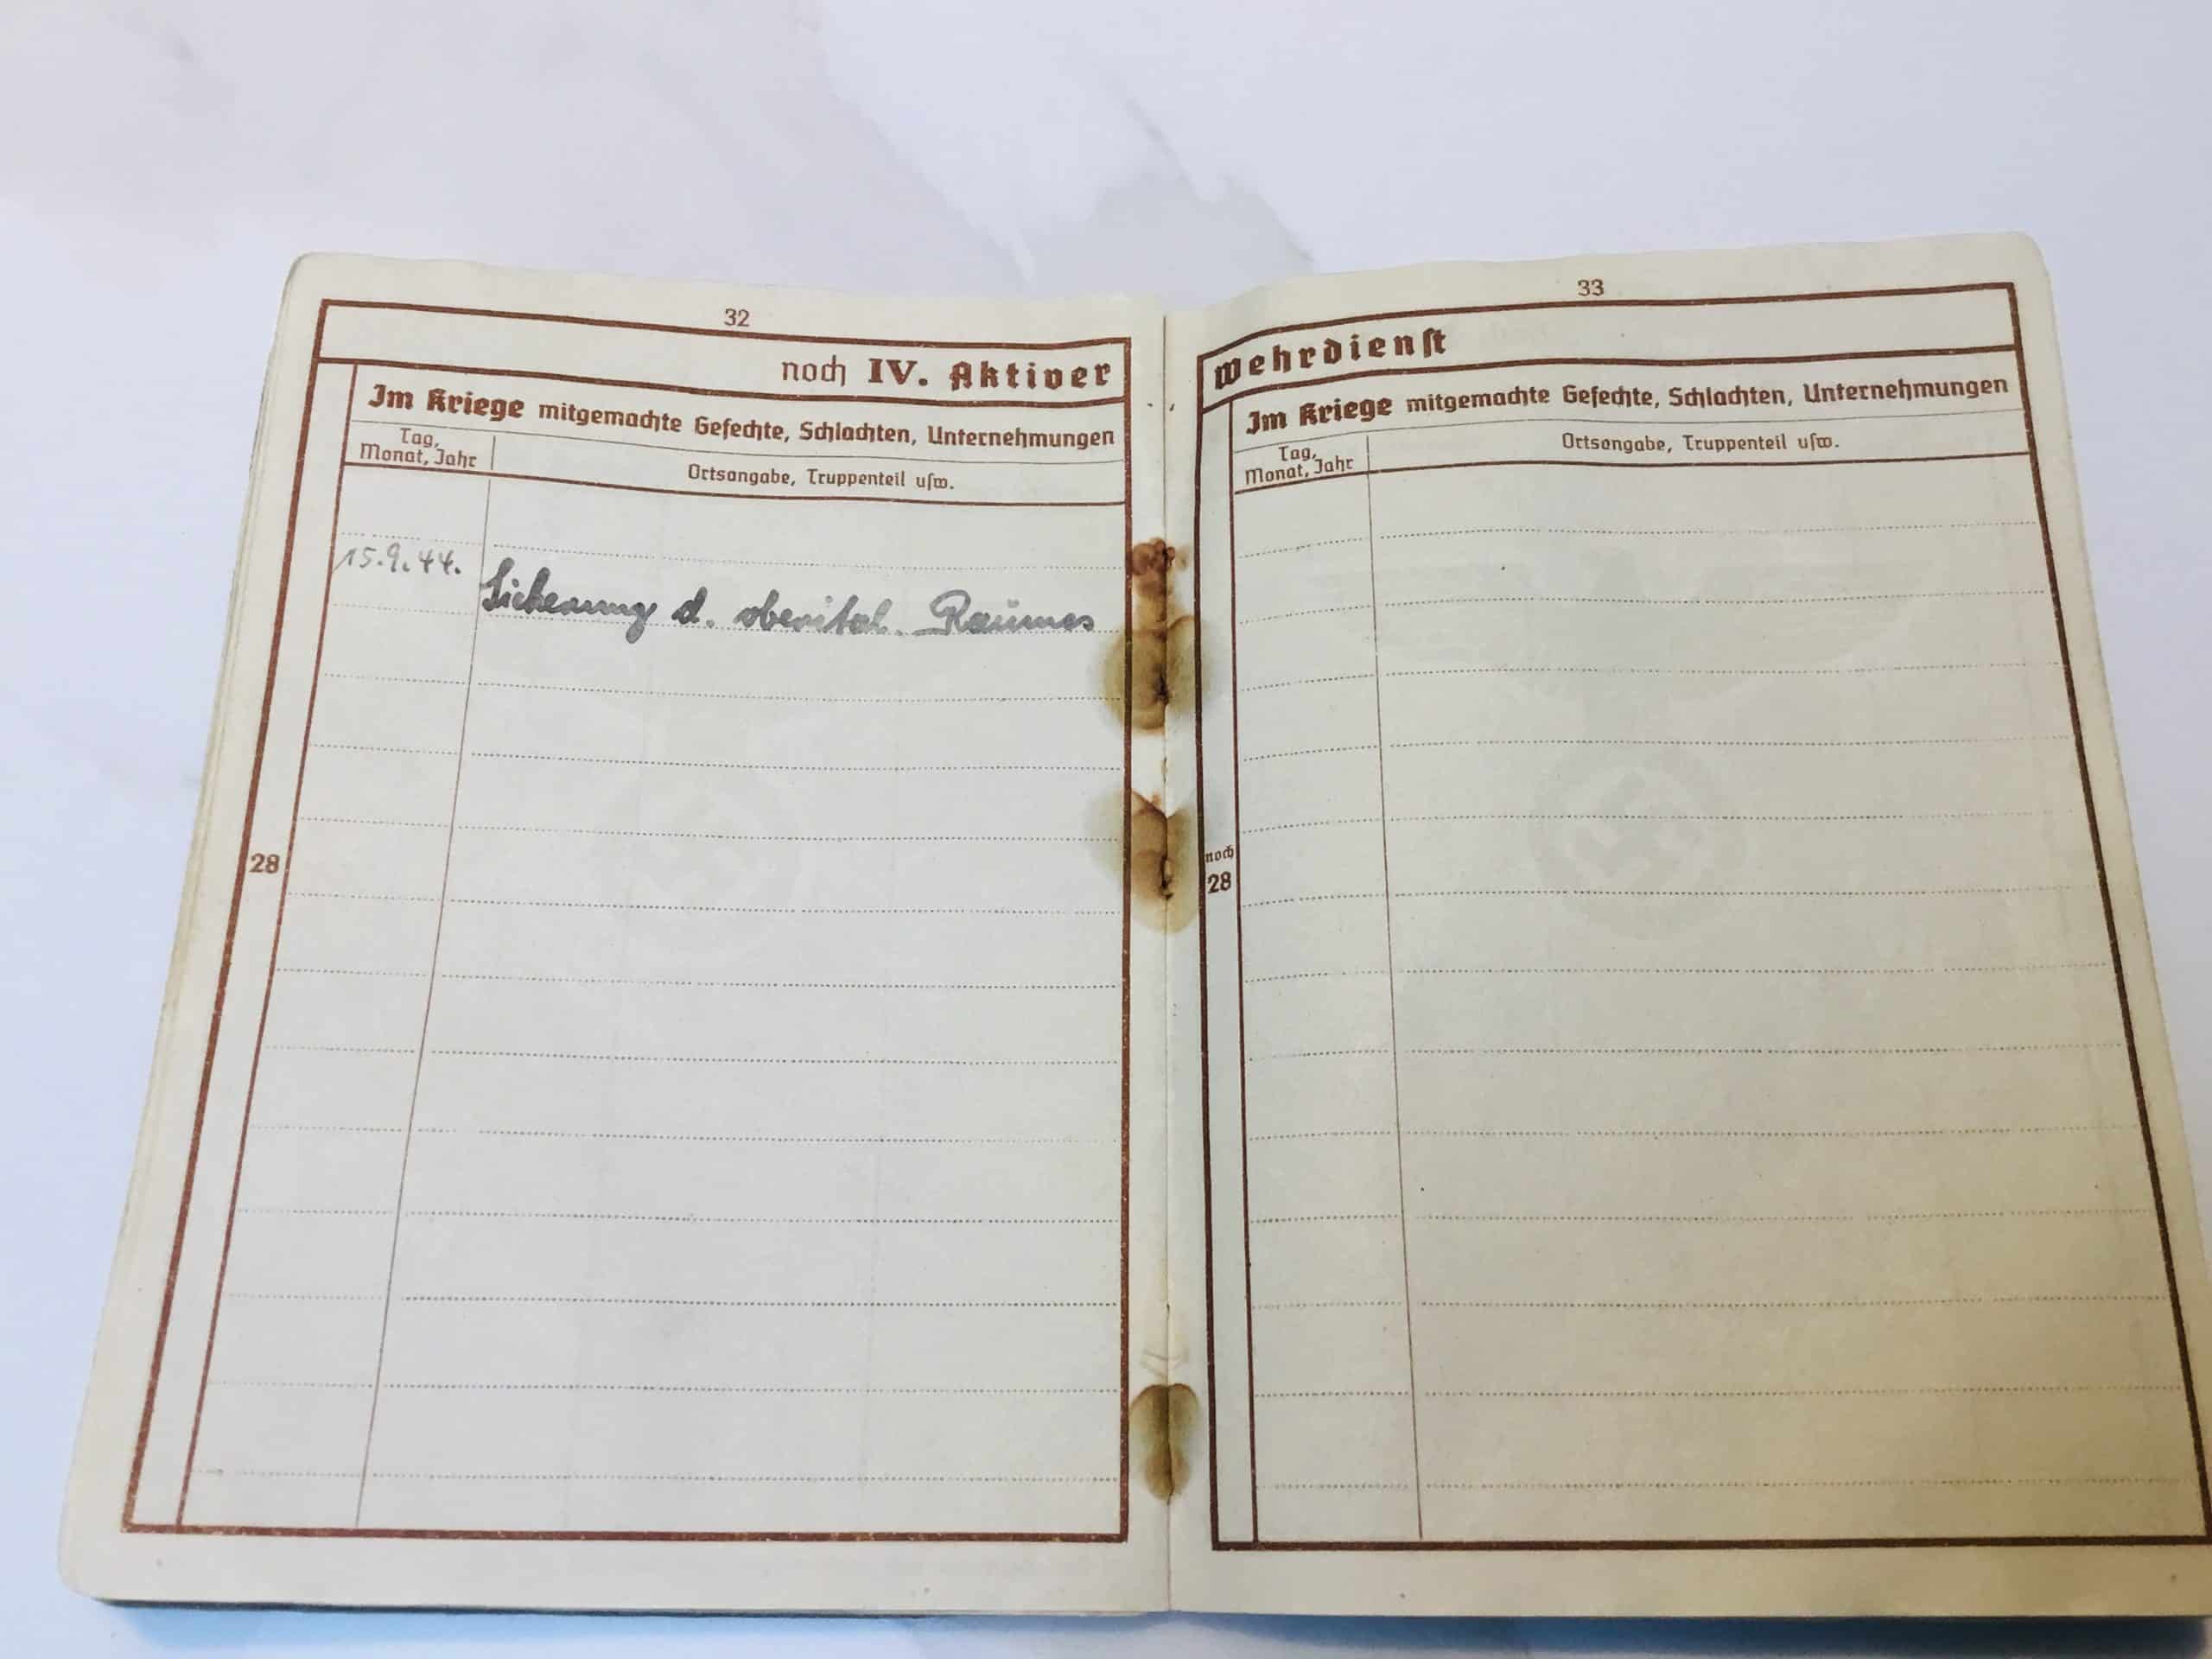 32
noch IV. Aktiver
Im Kriege mitgemachte Gefechte, Schlachten, Unternehmungen
Tag,
Monat, Jahr
Ortsangabe, Truppenteil usw.
15.9.44.
Sicherung d. oberital. Raumes
28
33
Wehrdienst
Im Kriege mitgemachte Gefechte, Schlachten, Unternehmungen
Tag,
Monat, Jahr
Ortsangabe, Truppenteil usw.
noch
28